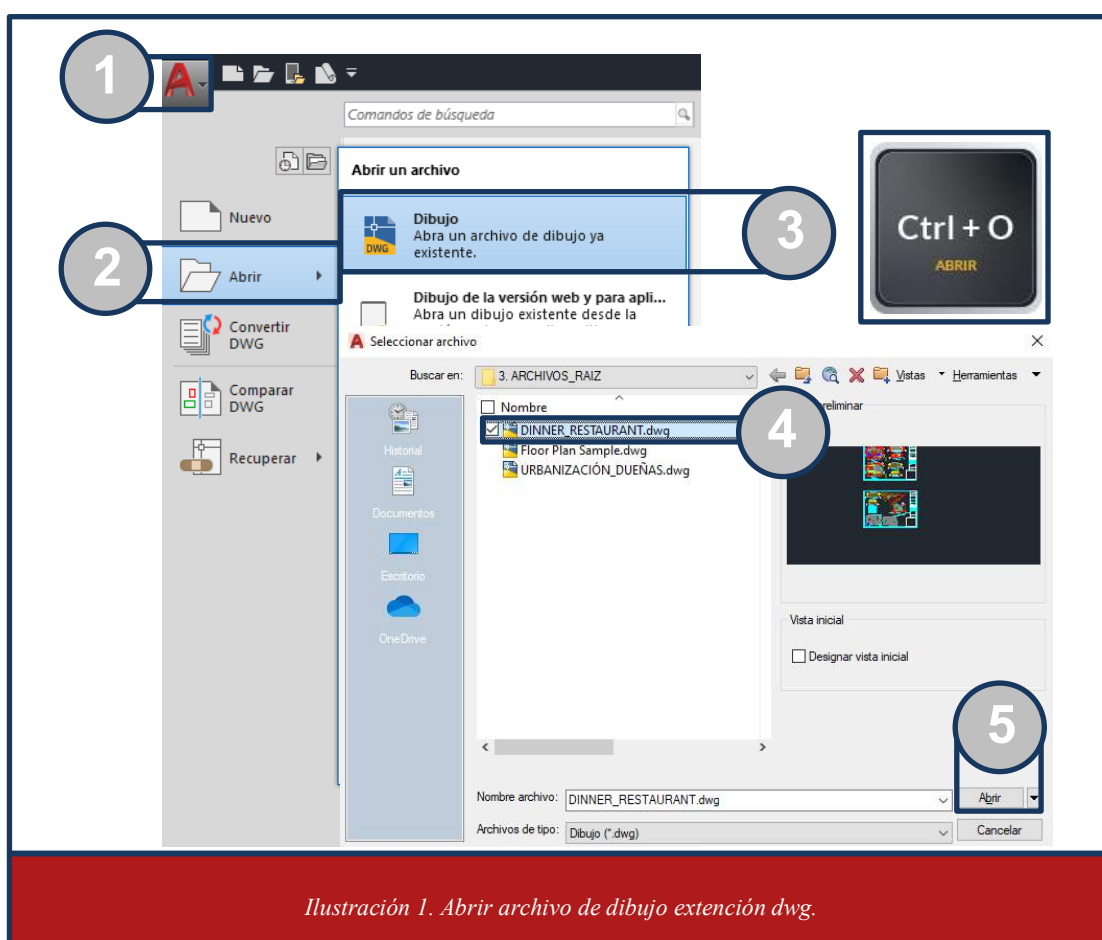 1
A
Comandos de búsqueda
Abrir un archivo
Nuevo
Dibujo
Abra un archivo de dibujo ya
existente.
DWG
3
Ctrl + O
ABRIR
2
Abrir
Dibujo de la versión web y para apli...
Abra un dibujo existente desde la
Convertir
DWG
Comparar
DWG
Recuperar
A Seleccionar archivo
Buscar en:
3. ARCHIVOS_RAIZ
Vistas
Herramientas
Historial
Documentos
Escritorio
OneDrive
Nombre
DINNER_RESTAURANT.dwg
Floor Plan Sample.dwg
URBANIZACIÓN_DUEÑAS.dwg
4
Vista inicial
Designar vista inicial
5
Nombre archivo: DINNER_RESTAURANT.dwg
Abrir
Archivos de tipo: Dibujo (*.dwg)
Cancelar
Ilustración 1. Abrir archivo de dibujo extención dwg.